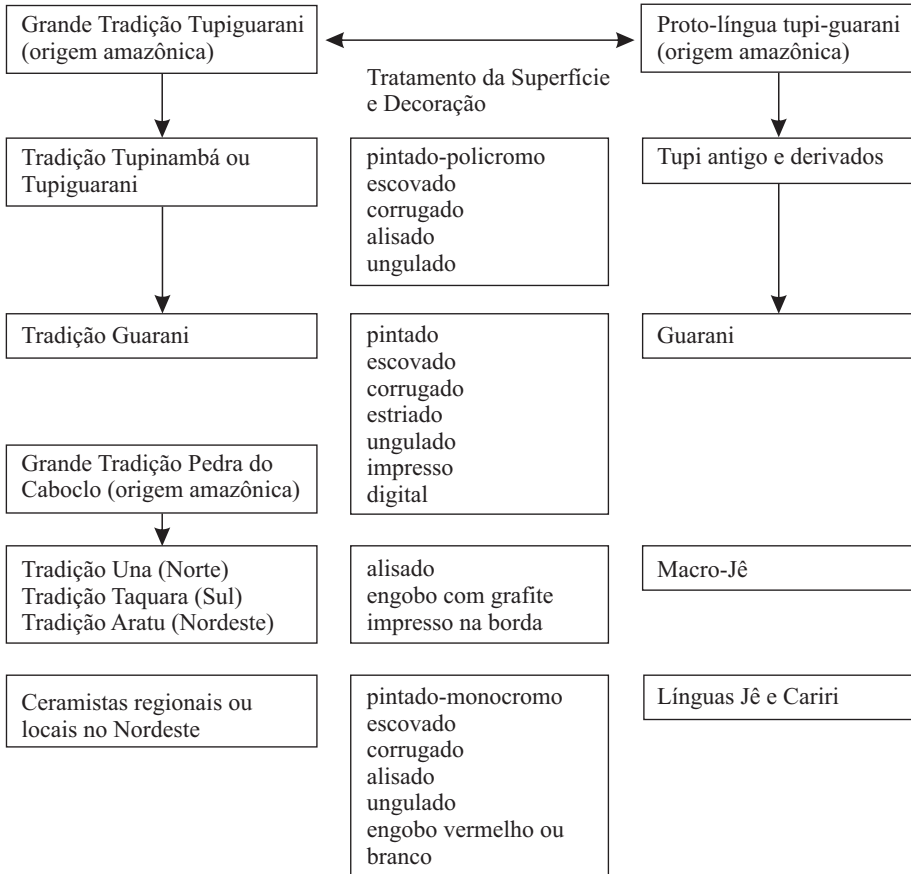 Grande Tradição Tupiguarani
(origem amazônica)
Proto-língua tupi-guarani
(origem amazônica)
Tratamento da Superfície
e Decoração
Tradição Tupinambá ou
Tupiguarani
pintado-policromo
escovado
corrugado
alisado
ungulado
Tupi antigo e derivados
Tradição Guarani
pintado
escovado
corrugado
estriado
ungulado
impresso
digital
Guarani
Grande Tradição Pedra do
Caboclo (origem amazônica)
Tradição Una (Norte)
Tradição Taquara (Sul)
Tradição Aratu (Nordeste)
alisado
engobo com grafite
impresso na borda
Macro-Jê
Ceramistas regionais ou
locais no Nordeste
pintado-monocromo
escovado
corrugado
alisado
ungulado
engobo vermelho ou
branco
Línguas Jê e Cariri